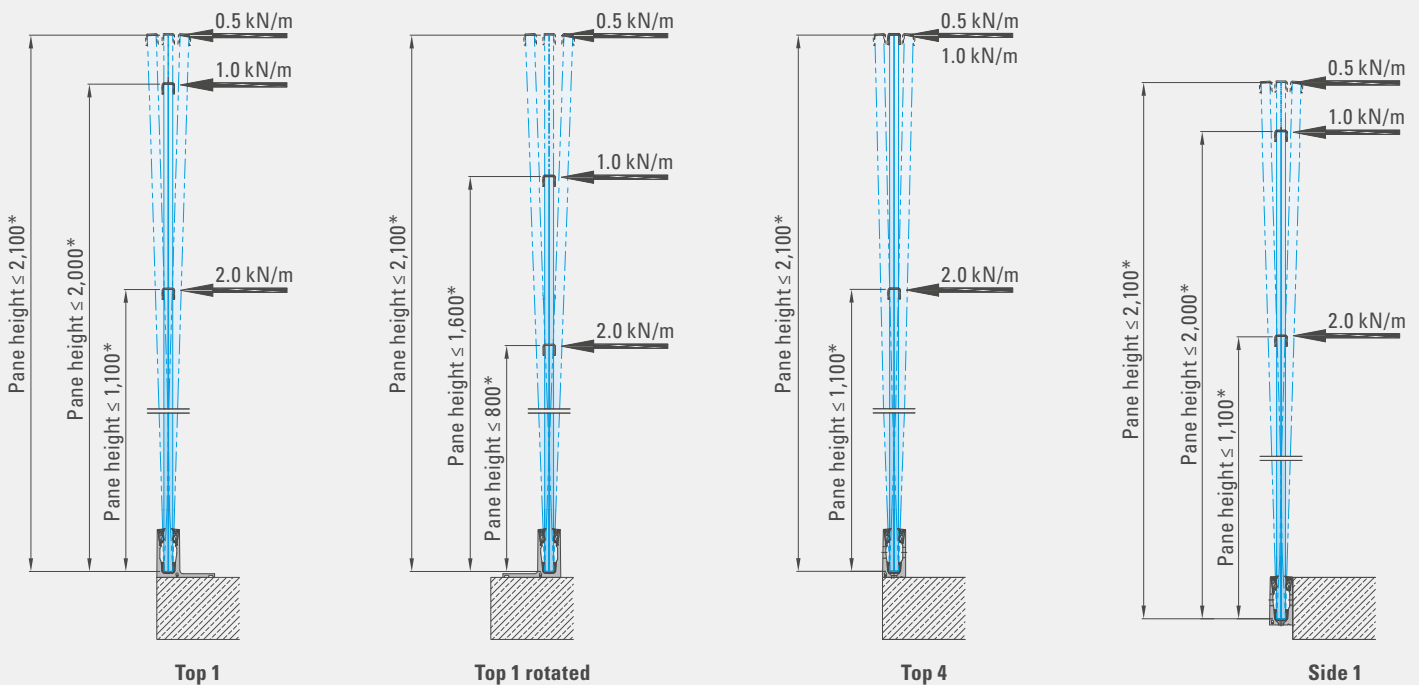 0.5 kN/m
1.0 kN/m
2.0 kN/m
Pane height ≤ 2,100*
Pane height ≤ 2,000*
Pane height ≤ 1,100*
Top 1
0.5 kN/m
1.0 kN/m
2.0 kN/m
Pane height ≤ 2,100*
Pane height ≤ 1,600*
Pane height ≤ 800*
Top 1 rotated
0.5 kN/m
1.0 kN/m
2.0 kN/m
Pane height ≤ 2,100*
Pane height ≤ 1,100*
Top 4
0.5 kN/m
1.0 kN/m
2.0 kN/m
Pane height ≤ 2,100*
Pane height ≤ 2,000*
Pane height ≤ 1,100*
Side 1